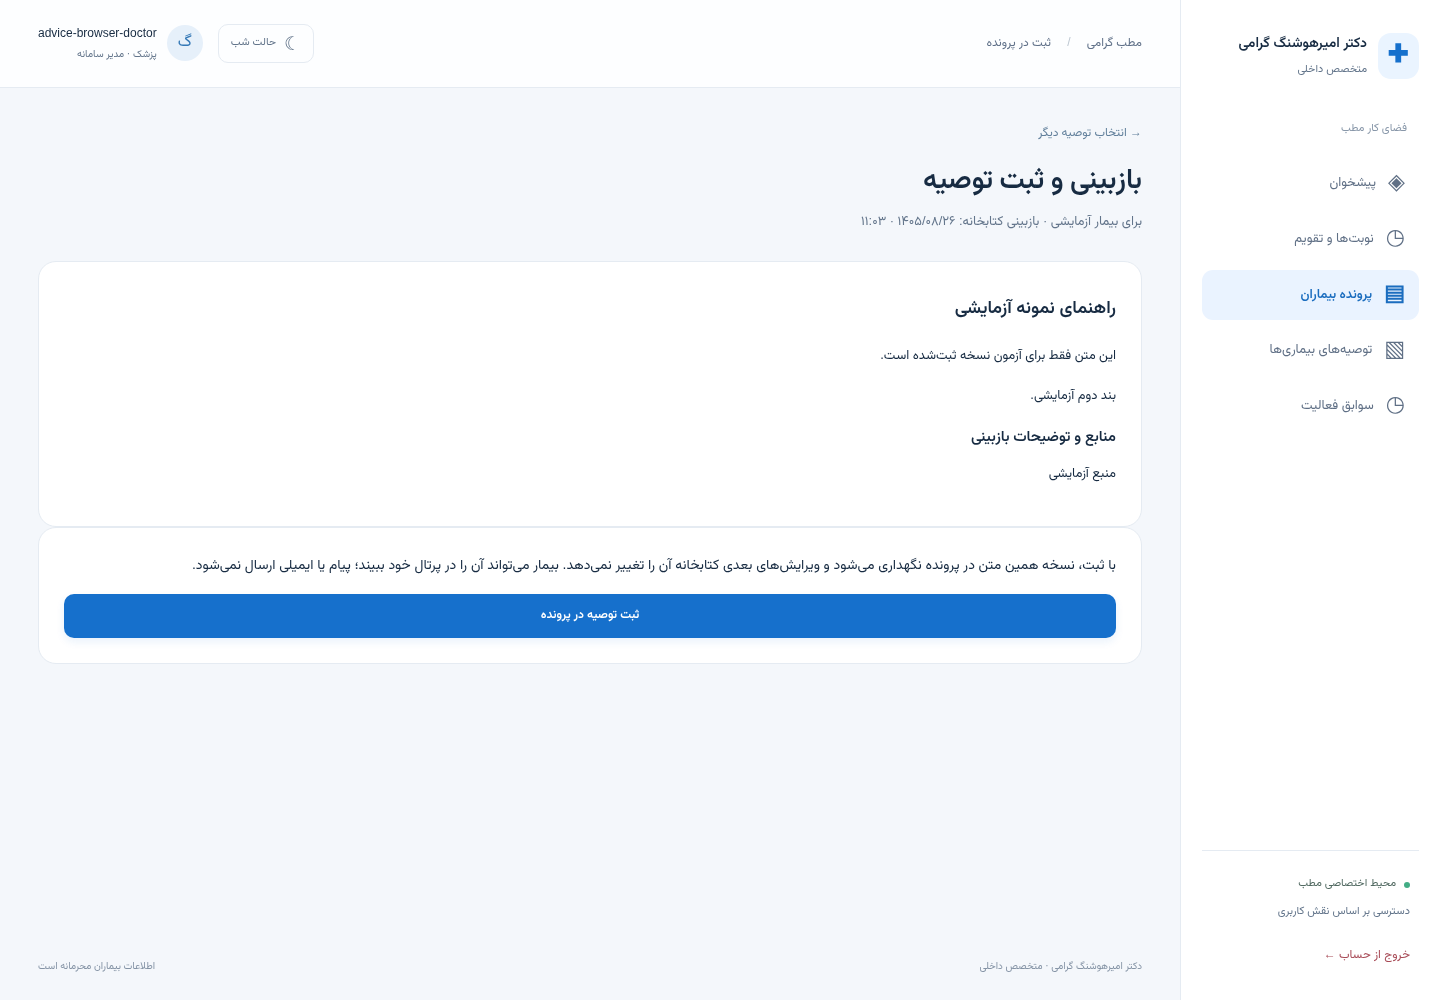 دکتر امیرهوشنگ گرامی
متخصص داخلی
فضای کار مطب
پیشخوان
نوبت‌ها و تقویم
پرونده بیماران
توصیه‌های بیماری‌ها
سوابق فعالیت
محیط اختصاصی مطب
دسترسی بر اساس نقش کاربری
خروج از حساب ←
مطب گرامی / ثبت در پرونده
حالت شب
گ
advice-browser-doctor
پزشک · مدیر سامانه
→ انتخاب توصیه دیگر
بازبینی و ثبت توصیه
برای بیمار آزمایشی · بازبینی کتابخانه: ۱۴۰۵/۰۸/۲۶ · ۱۱:۰۳
راهنمای نمونه آزمایشی
این متن فقط برای آزمون نسخه ثبت‌شده است.
بند دوم آزمایشی.
منابع و توضیحات بازبینی
منبع آزمایشی
با ثبت، نسخه همین متن در پرونده نگهداری می‌شود و ویرایش‌های بعدی کتابخانه آن را تغییر نمی‌دهد. بیمار می‌تواند آن را در پرتال خود ببیند؛ پیام یا ایمیلی ارسال نمی‌شود.
ثبت توصیه در پرونده
دکتر امیرهوشنگ گرامی · متخصص داخلی
اطلاعات بیماران محرمانه است